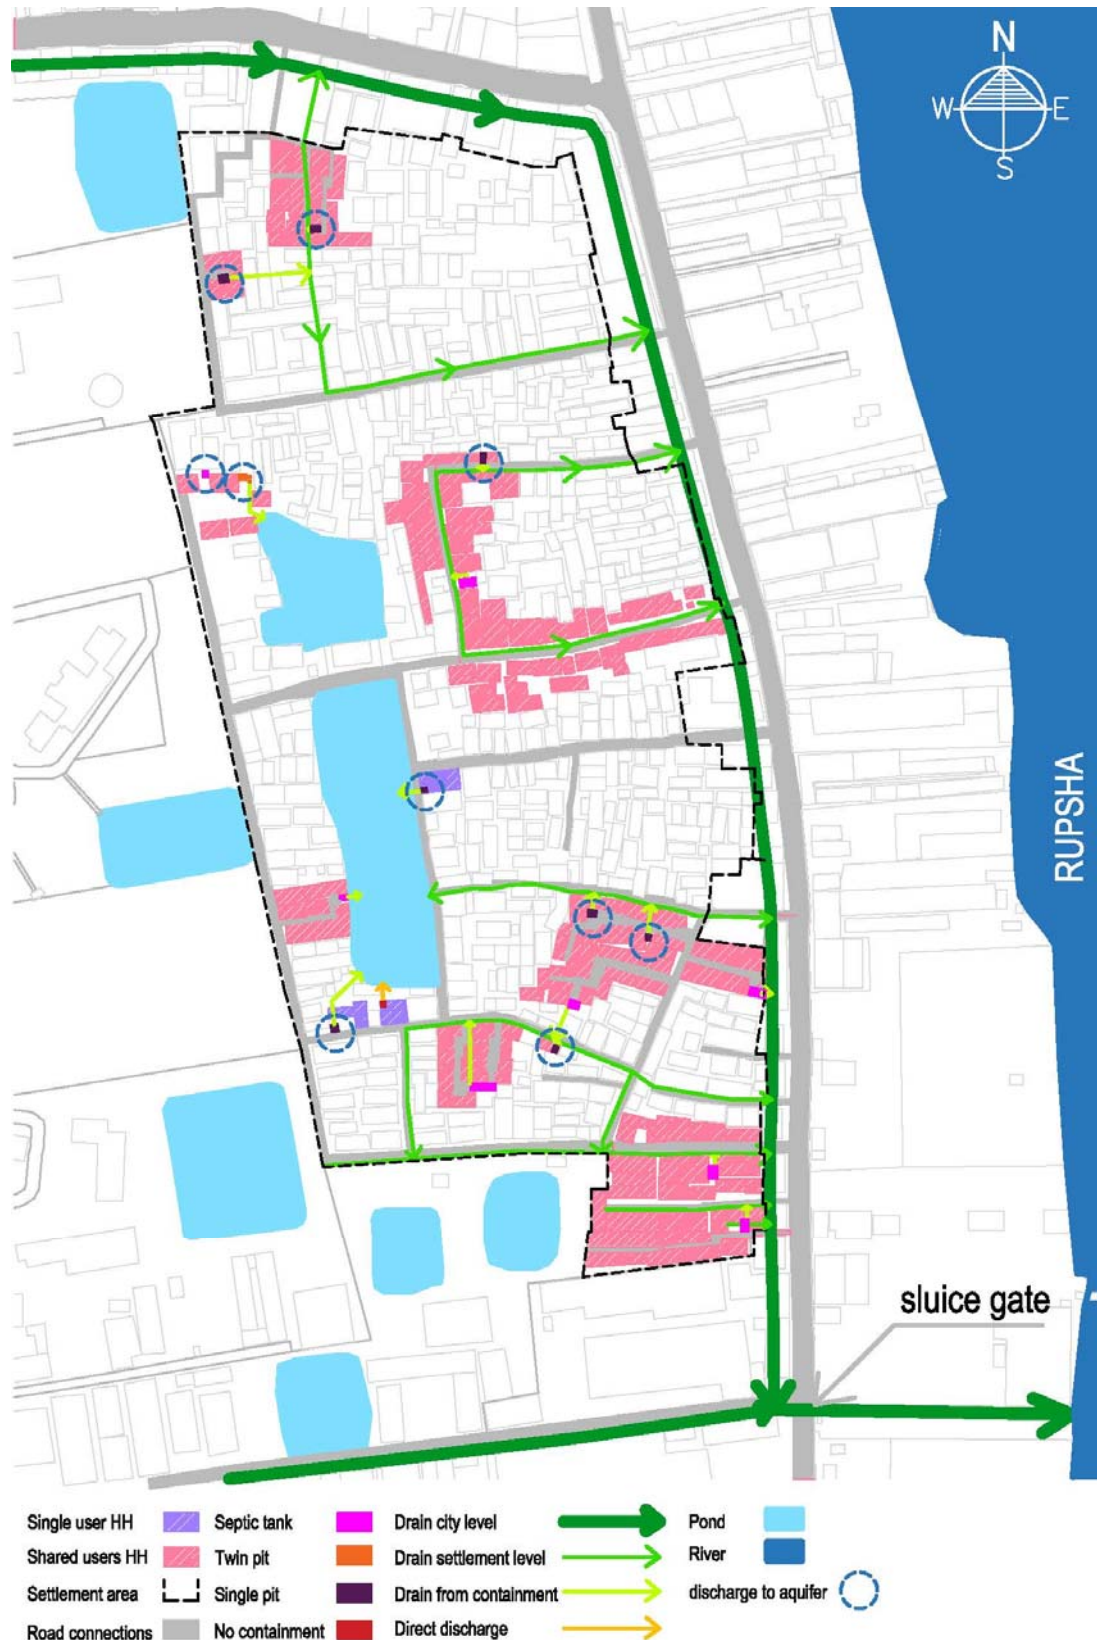 N
W E
S
RUPSHA
sluice gate
Single user HH Septic tank Drain city level Pond
Shared users HH Twin pit Drain settlement level River
Settlement area Single pit Drain from containment discharge to aquifer
Road connections No containment Direct discharge